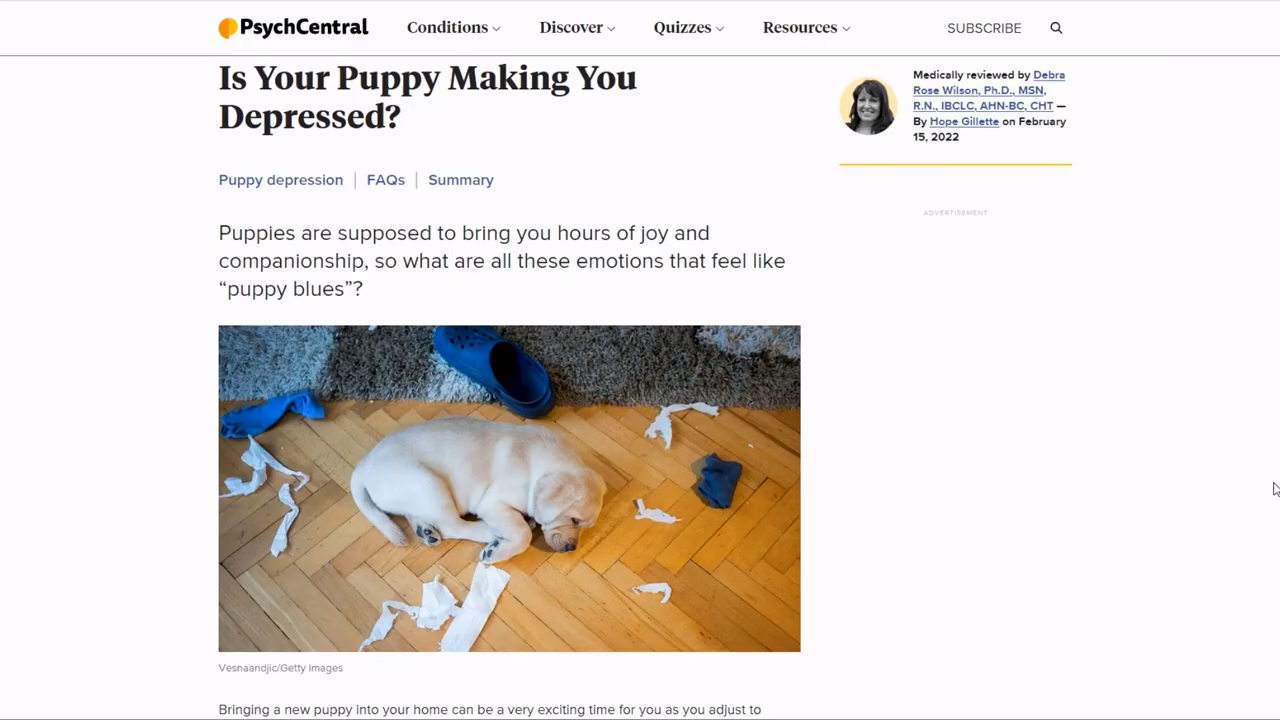 PsychCentral
Conditions
Discover
Quizzes
Resources
SUBSCRIBE
Is Your Puppy Making You
Depressed?
Puppy depression | FAQs | Summary
Puppies are supposed to bring you hours of joy and
companionship, so what are all these emotions that feel like
“puppy blues”?
Vesnaandjic/Getty Images
Bringing a new puppy into your home can be a very exciting time for you as you adjust to
Medically reviewed by Debra
Rose Wilson, Ph.D., MSN,
R.N., IBCLC, AHN-BC, CHT —
By Hope Gillette on February
15, 2022
ADVERTISEMENT